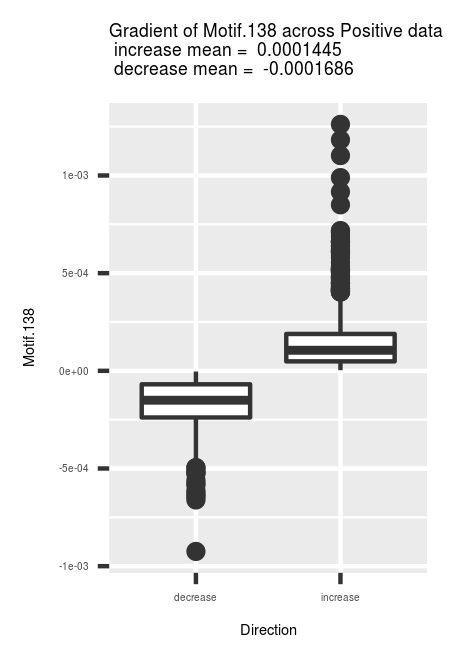 Gradient of Motif.138 across Positive data
increase mean =  0.0001445
decrease mean =  -0.0001686
1e-03
5e-04
0e+00
-5e-04
-1e-03
Motif.138
decrease
increase
Direction